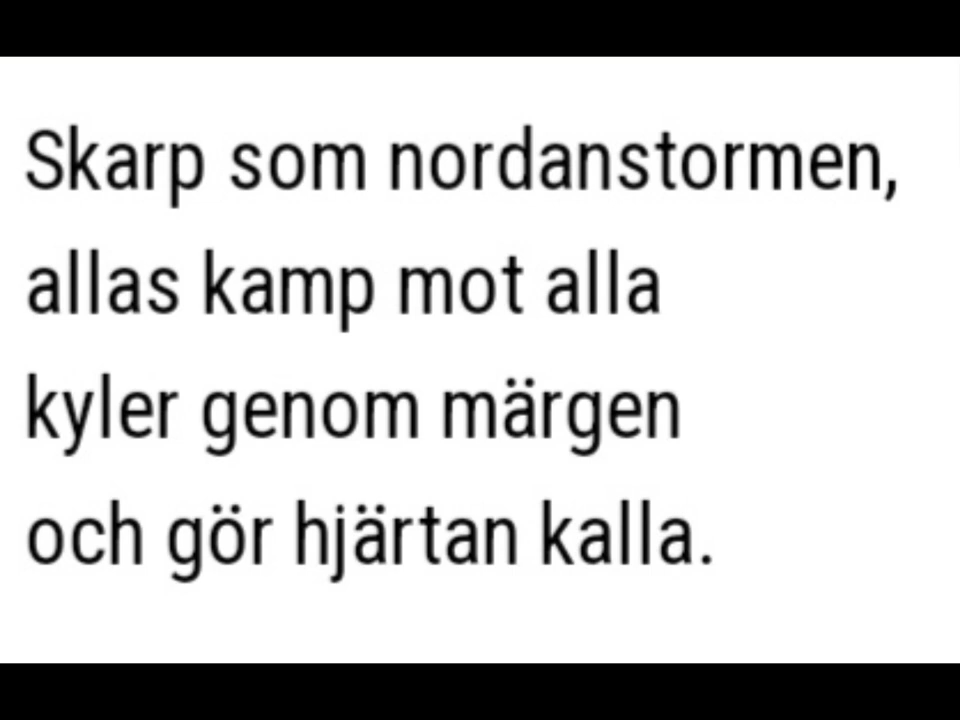 Skarp som nordanstormen,
allas kamp mot alla
kyler genom märgen
och gör hjärtan kalla.